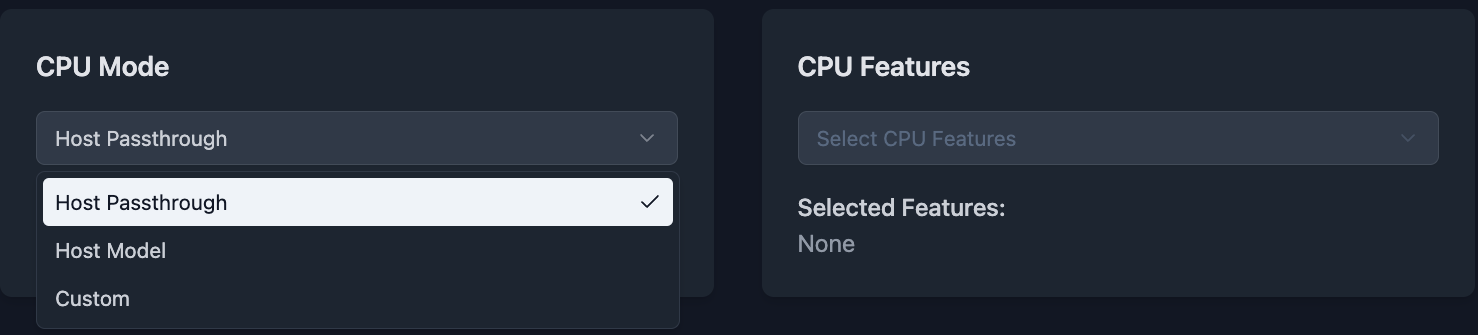 CPU Mode
Host Passthrough
Host Passthrough
Host Model
Custom
CPU Features
Select CPU Features
Selected Features:
None